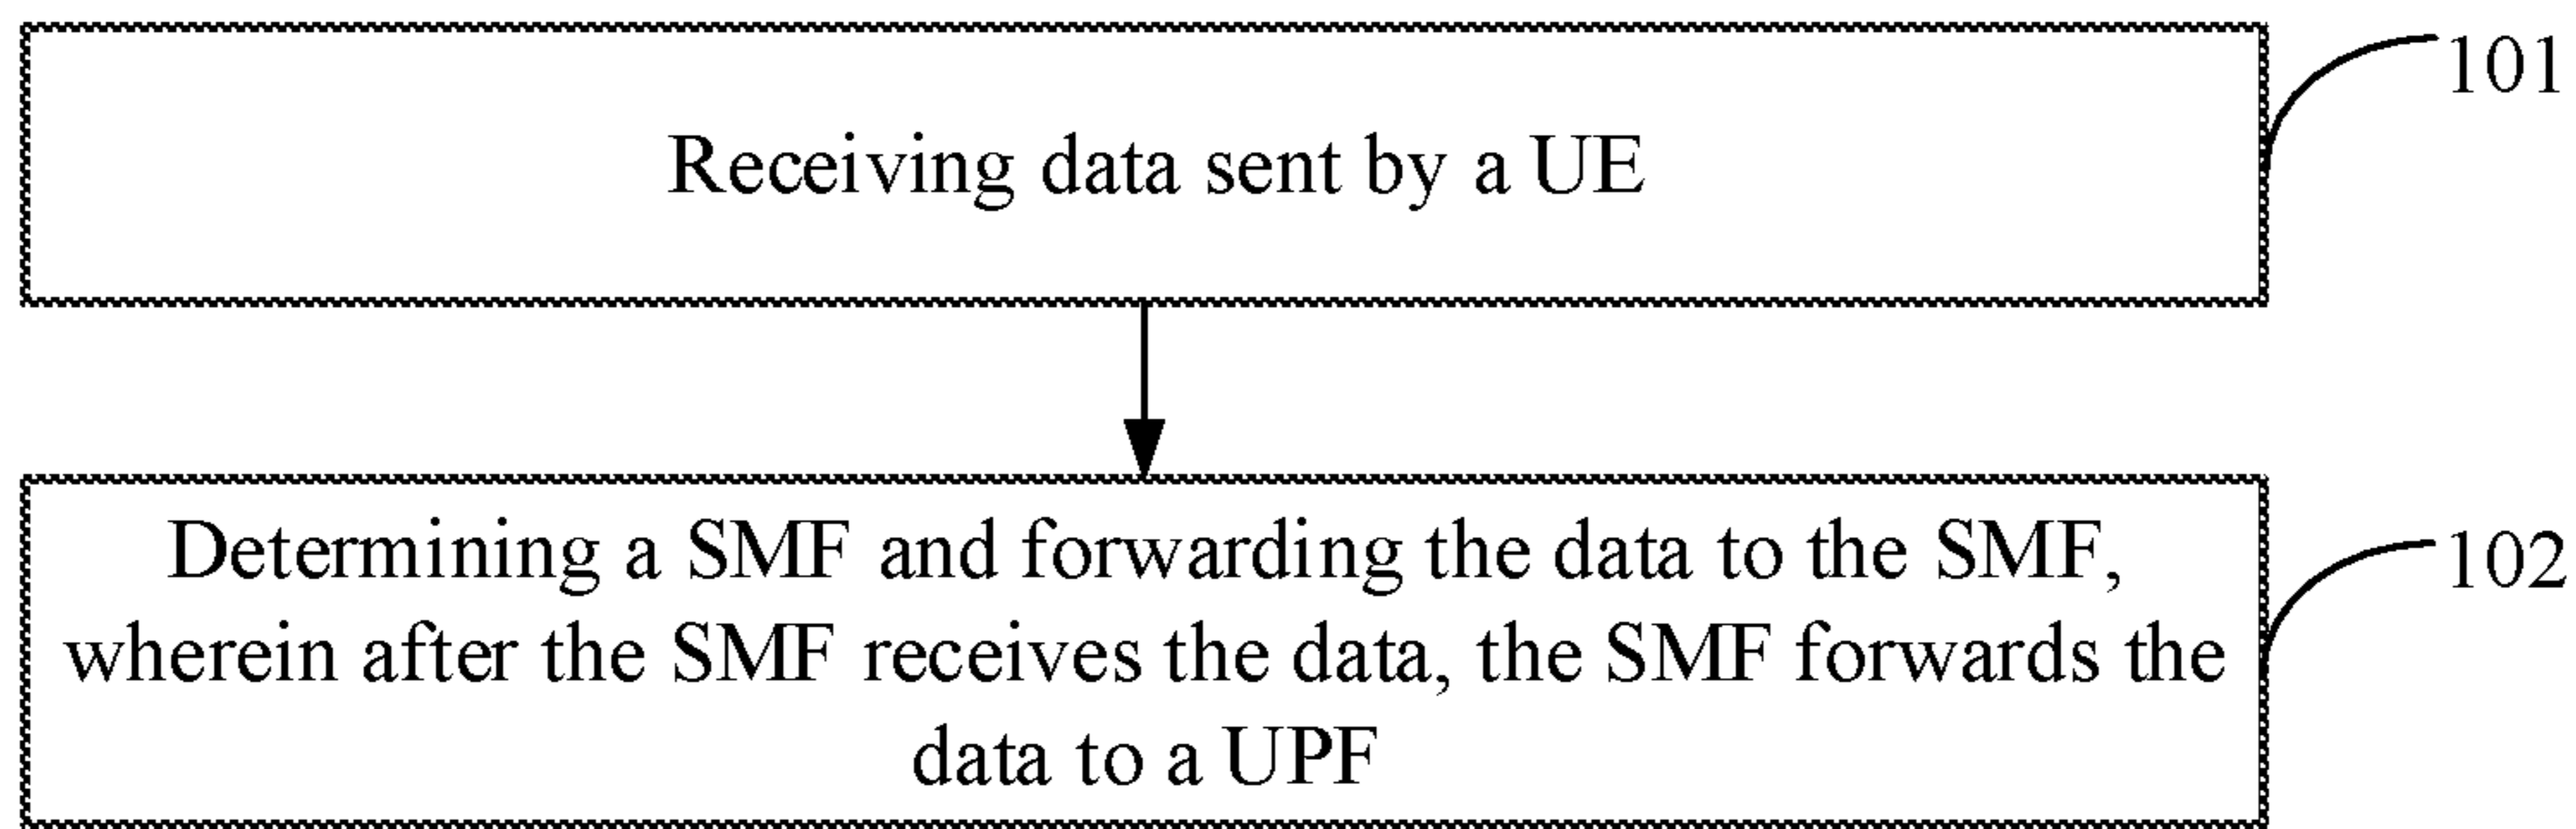 101
Receiving data sent by a UE
Determining a SMF and forwarding the data to the SMF,
102
wherein after the SMF receives the data, the SMF forwards the
data to a UPF